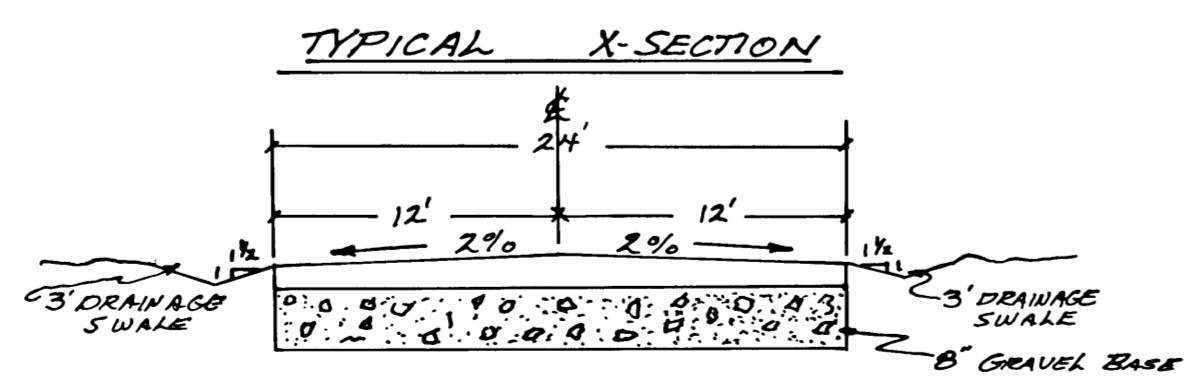 TYPICAL X-SECTION
℄
24'
12' 12'
2% 2%
1½ 1
1½ 1
3' DRAINAGE
SWALE
3' DRAINAGE
SWALE
8" GRAVEL BASE